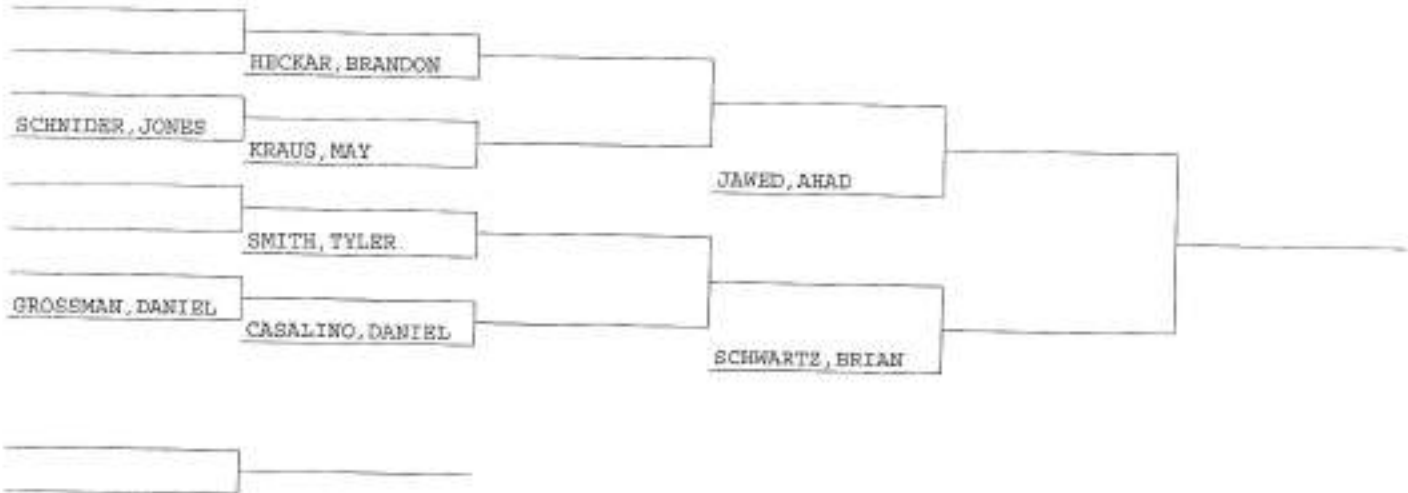 HECKAR, BRANDON
SCHNIDER, JONES
KRAUS, MAY
JAWED, AHAD
SMITH, TYLER
GROSSMAN, DANIEL
CASALINO, DANIEL
SCHWARTZ, BRIAN